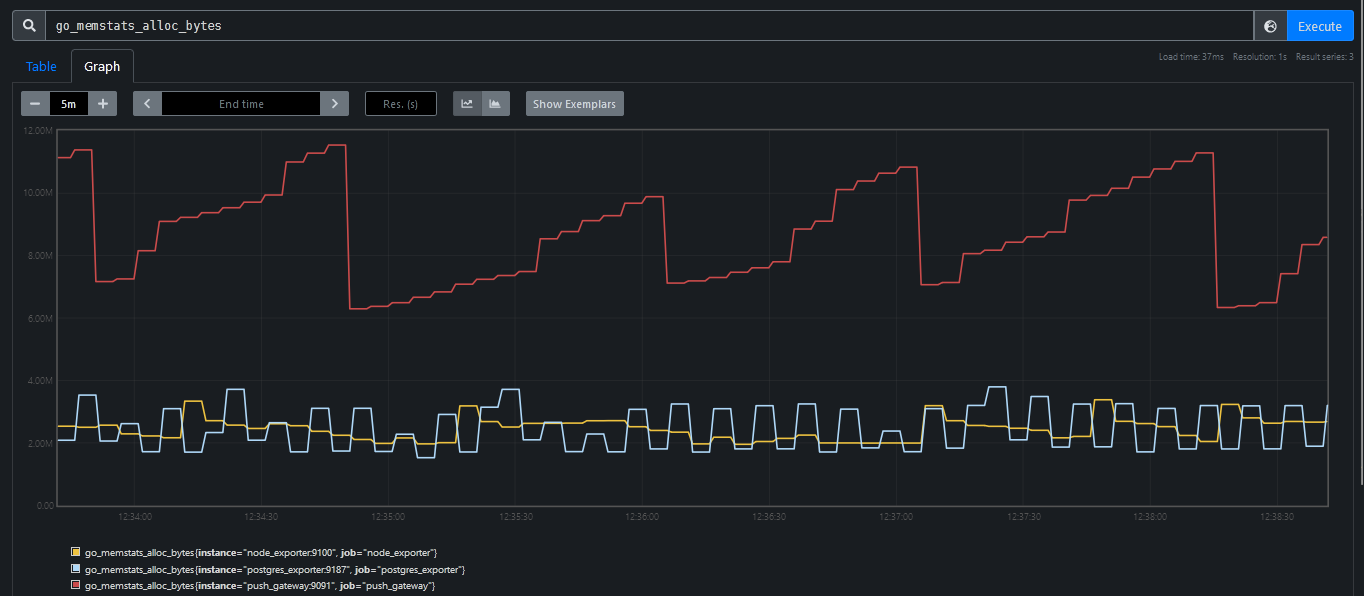 go_memstats_alloc_bytes
Execute
Table
Graph
Load time: 37ms Resolution: 1s Result series: 3
5m
End time
Res. (s)
Show Exemplars
12.00M
10.00M
8.00M
6.00M
4.00M
2.00M
0.00
12:34:00 12:34:30 12:35:00 12:35:30 12:36:00 12:36:30 12:37:00 12:37:30 12:38:00 12:38:30
go_memstats_alloc_bytes{instance="node_exporter:9100", job="node_exporter"}
go_memstats_alloc_bytes{instance="postgres_exporter:9187", job="postgres_exporter"}
go_memstats_alloc_bytes{instance="push_gateway:9091", job="push_gateway"}